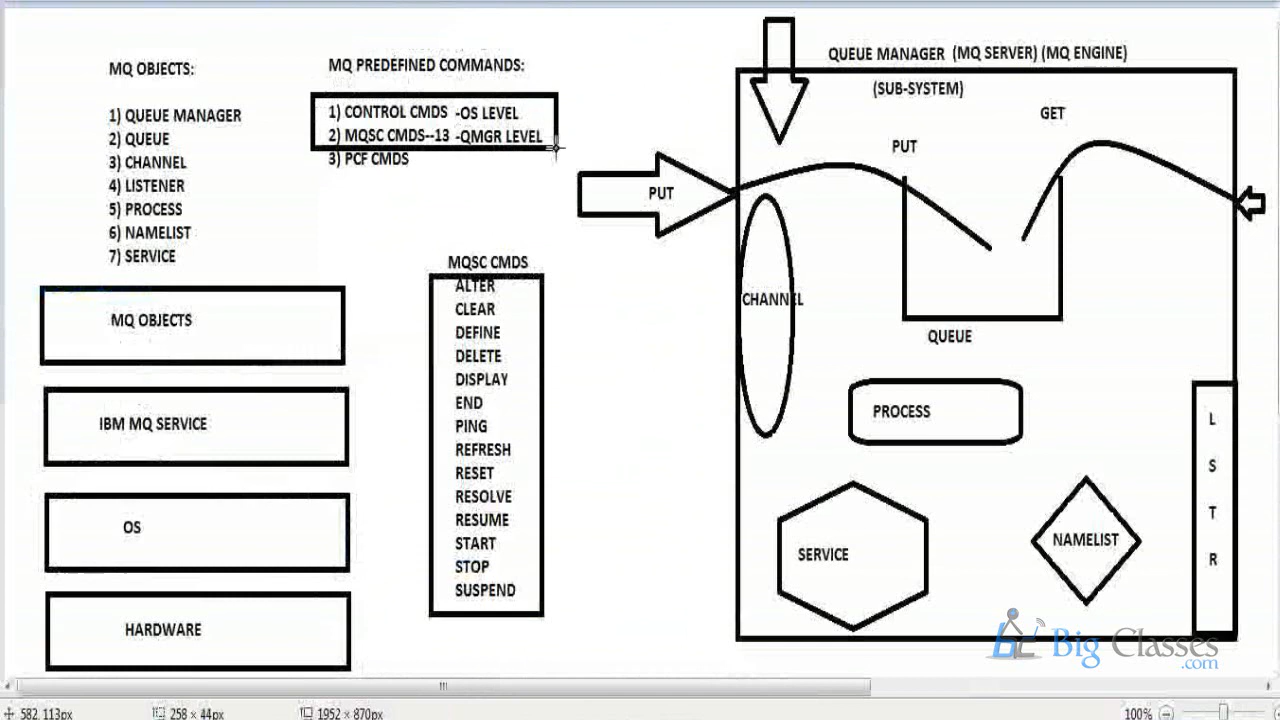 MQ OBJECTS:
1) QUEUE MANAGER
2) QUEUE
3) CHANNEL
4) LISTENER
5) PROCESS
6) NAMELIST
7) SERVICE
MQ PREDEFINED COMMANDS:
1) CONTROL CMDS -OS LEVEL
2) MQSC CMDS--13 -QMGR LEVEL
3) PCF CMDS
MQ OBJECTS
IBM MQ SERVICE
OS
HARDWARE
MQSC CMDS
ALTER
CLEAR
DEFINE
DELETE
DISPLAY
END
PING
REFRESH
RESET
RESOLVE
RESUME
START
STOP
SUSPEND
QUEUE MANAGER (MQ SERVER) (MQ ENGINE)
(SUB-SYSTEM)
GET
PUT
PUT
CHANNEL
QUEUE
PROCESS
SERVICE
NAMELIST
L
S
T
R
Big Classes
.com
582, 113px
258 × 44px
1952 × 870px
100%